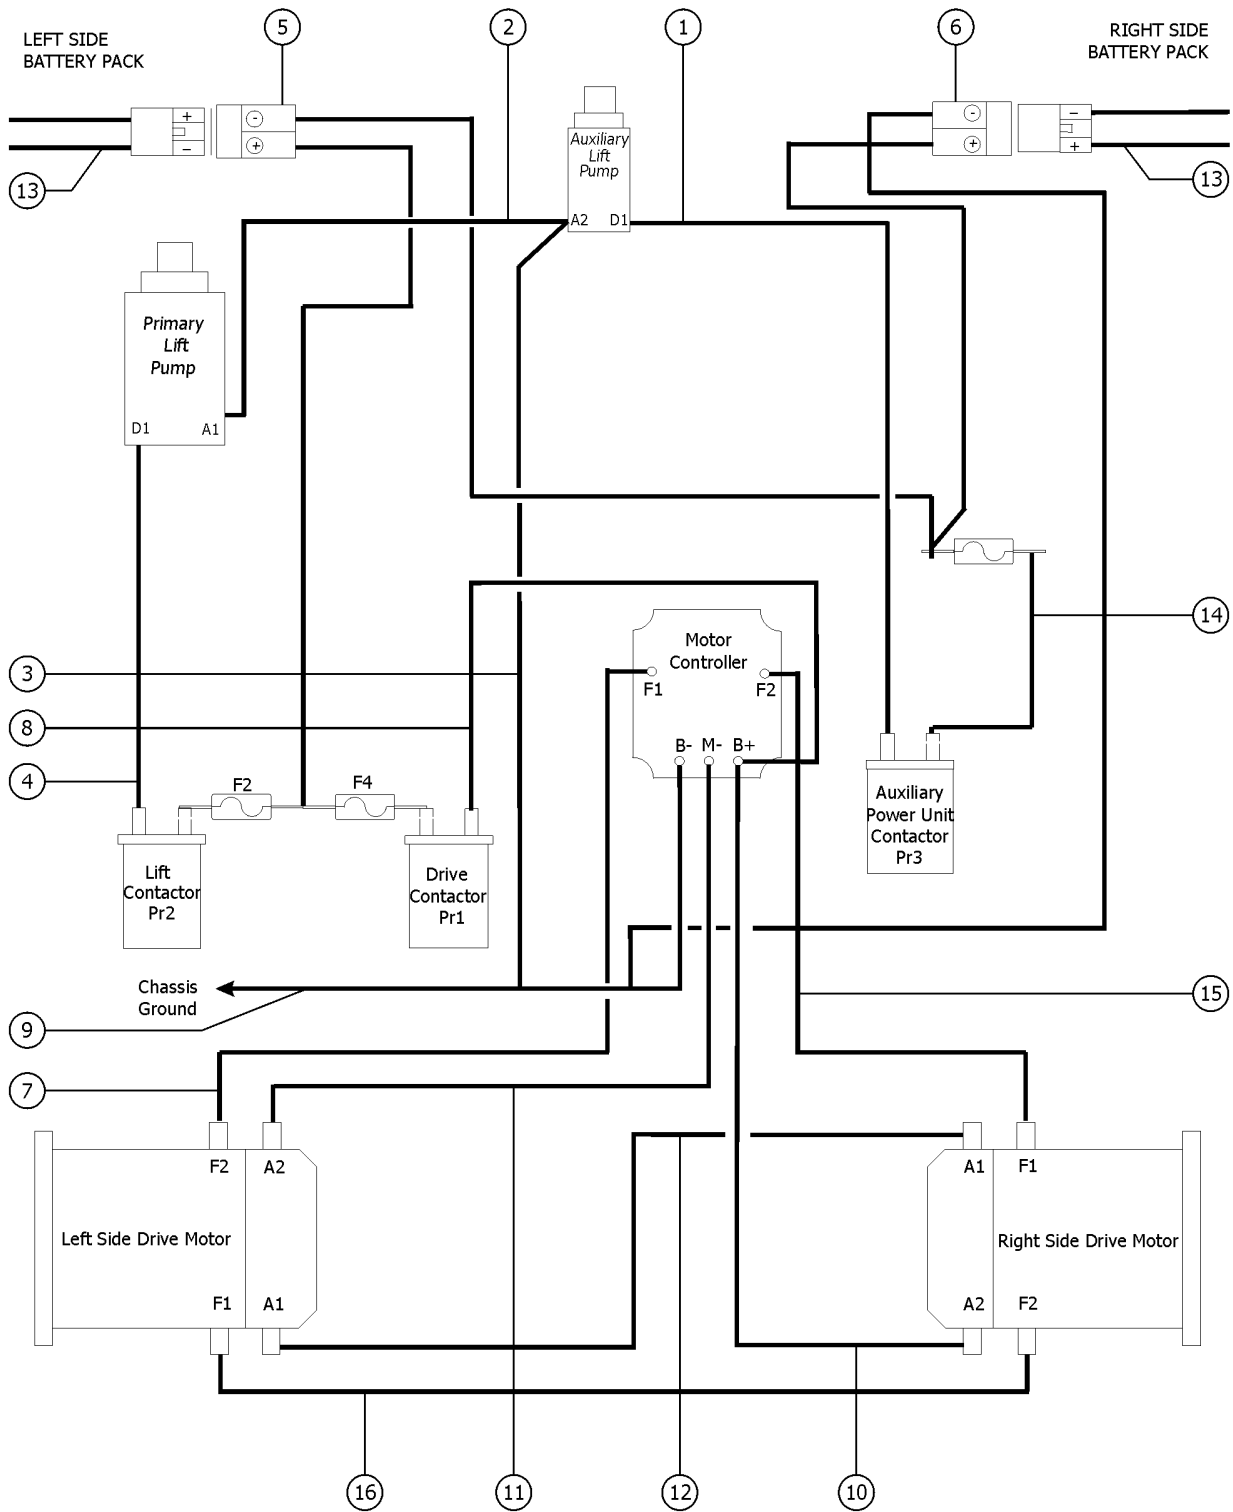 5
2
1
6
LEFT SIDE
BATTERY PACK
RIGHT SIDE
BATTERY PACK
+
-
-
+
-
+
-
+
Auxiliary
Lift
Pump
A2 D1
13
13
Primary
Lift
Pump
D1 A1
14
Motor
Controller
F1 F2
B- M- B+
3
8
4
F2
F4
Auxiliary
Power Unit
Contactor
Pr3
Lift
Contactor
Pr2
Drive
Contactor
Pr1
Chassis
Ground
15
9
7
F2 A2
A1 F1
Left Side Drive Motor
Right Side Drive Motor
F1 A1
A2 F2
16
11
12
10